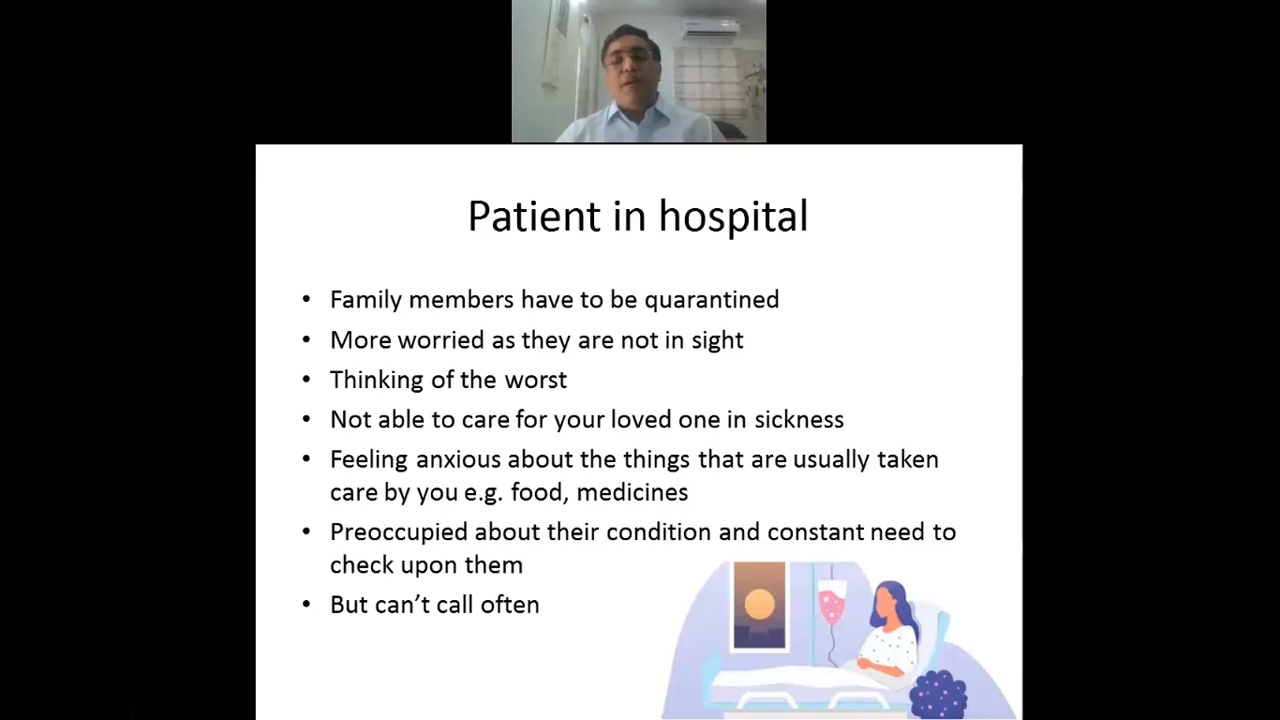 Patient in hospital
• Family members have to be quarantined
• More worried as they are not in sight
• Thinking of the worst
• Not able to care for your loved one in sickness
• Feeling anxious about the things that are usually taken
care by you e.g. food, medicines
• Preoccupied about their condition and constant need to
check upon them
• But can’t call often